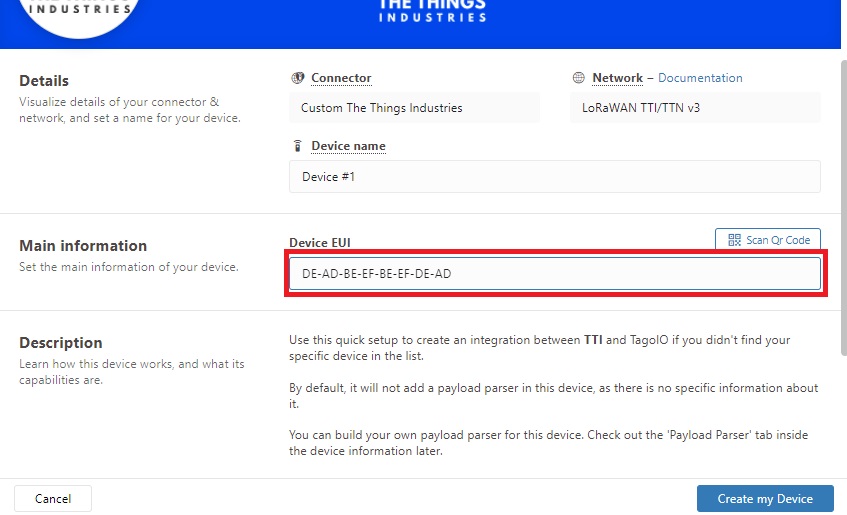 THE THINGS
INDUSTRIES
THE THINGS
INDUSTRIES
Details
Visualize details of your connector &
network, and set a name for your device.
Connector
Custom The Things Industries
Network – Documentation
LoRaWAN TTI/TTN v3
Device name
Device #1
Main information
Set the main information of your device.
Device EUI
Scan Qr Code
DE-AD-BE-EF-BE-EF-DE-AD
Description
Learn how this device works, and what its
capabilities are.
Use this quick setup to create an integration between TTI and TagoIO if you didn't find your
specific device in the list.
By default, it will not add a payload parser in this device, as there is no specific information about
it.
You can build your own payload parser for this device. Check out the 'Payload Parser' tab inside
the device information later.
Cancel
Create my Device